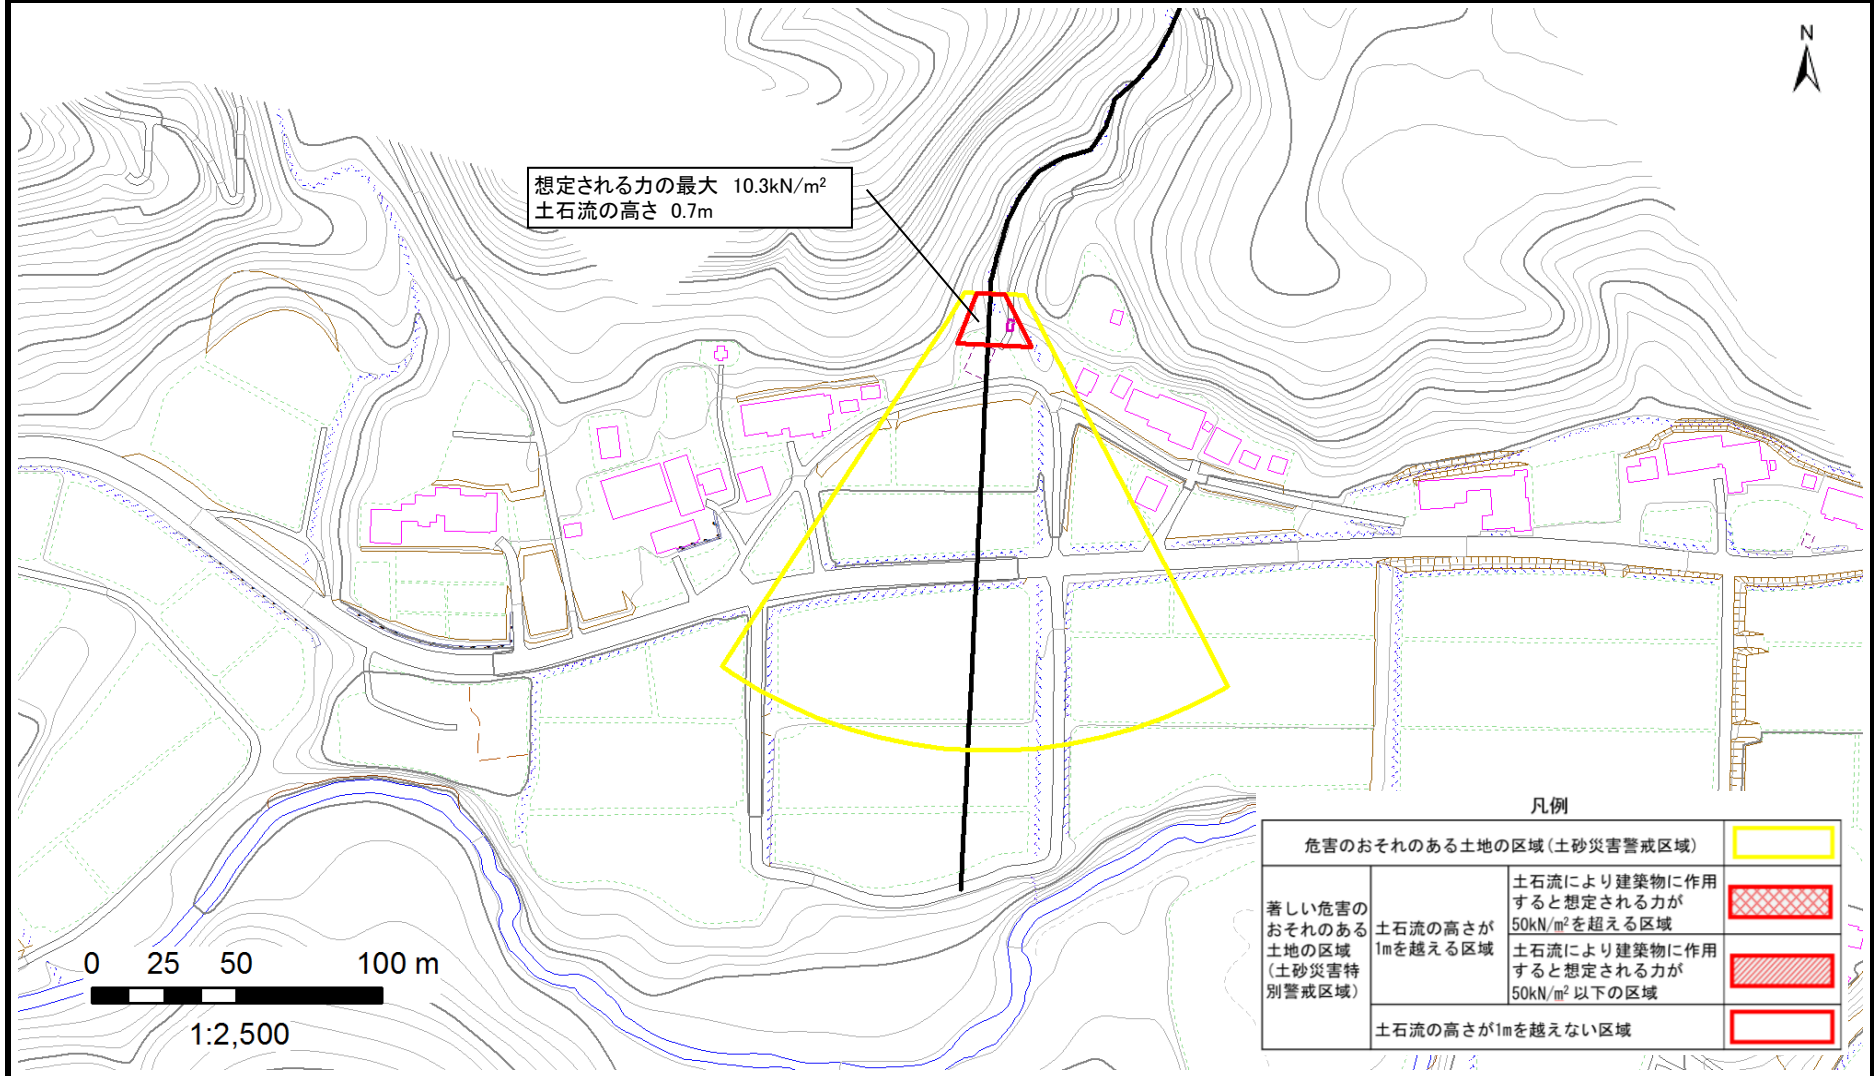 N
想定される力の最大 10.3kN/m²
土石流の高さ 0.7m
凡例
危害のおそれのある土地の区域(土砂災害警戒区域)
著しい危害の
おそれのある
土地の区域
(土砂災害特
別警戒区域)
土石流の高さが
1mを越える区域
土石流により建築物に作用
すると想定される力が
50kN/m²を超える区域
土石流により建築物に作用
すると想定される力が
50kN/m² 以下の区域
土石流の高さが1mを越えない区域
0 25 50 100 m
1:2,500